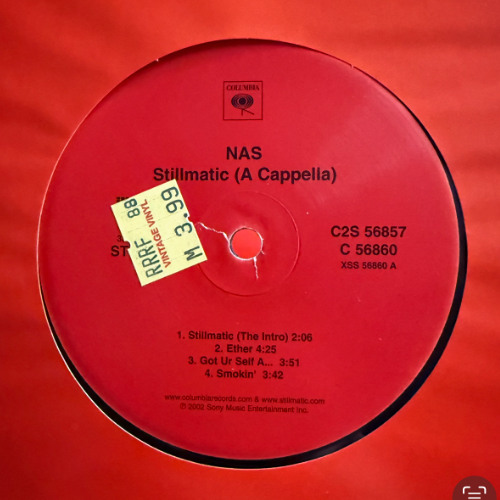 COLUMBIA
NAS
Stillmatic (A Cappella)
RRRF 88
VINTAGE VINYL
M 3.99
ST
C2S 56857
C 56860
XSS 56860 A
1. Stillmatic (The Intro) 2:06
2. Ether 4:25
3. Got Ur Self A... 3:51
4. Smokin' 3:42
www.columbiarecords.com & www.stillmatic.com
© 2002 Sony Music Entertainment Inc.